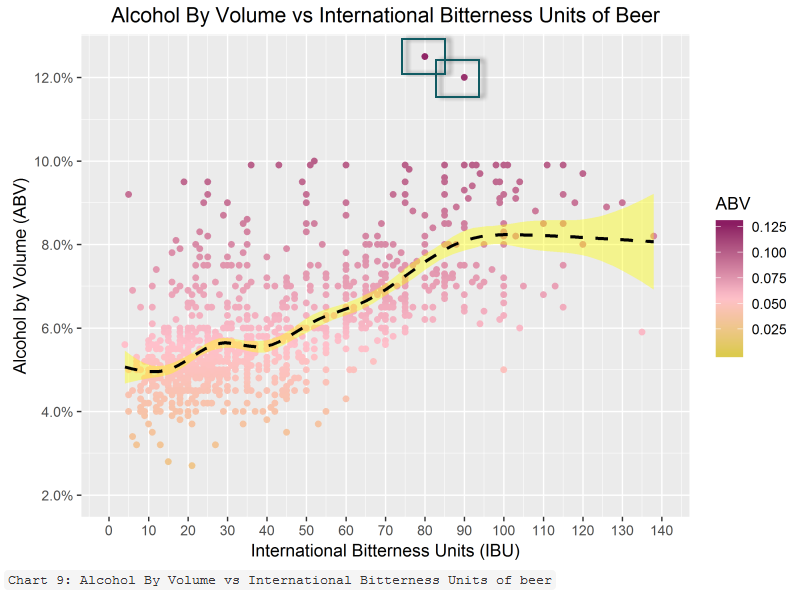 Alcohol By Volume vs International Bitterness Units of Beer
12.0%
10.0%
8.0%
6.0%
4.0%
2.0%
Alcohol by Volume (ABV)
0 10 20 30 40 50 60 70 80 90 100 110 120 130 140
International Bitterness Units (IBU)
ABV
0.125
0.100
0.075
0.050
0.025
Chart 9: Alcohol By Volume vs International Bitterness Units of beer